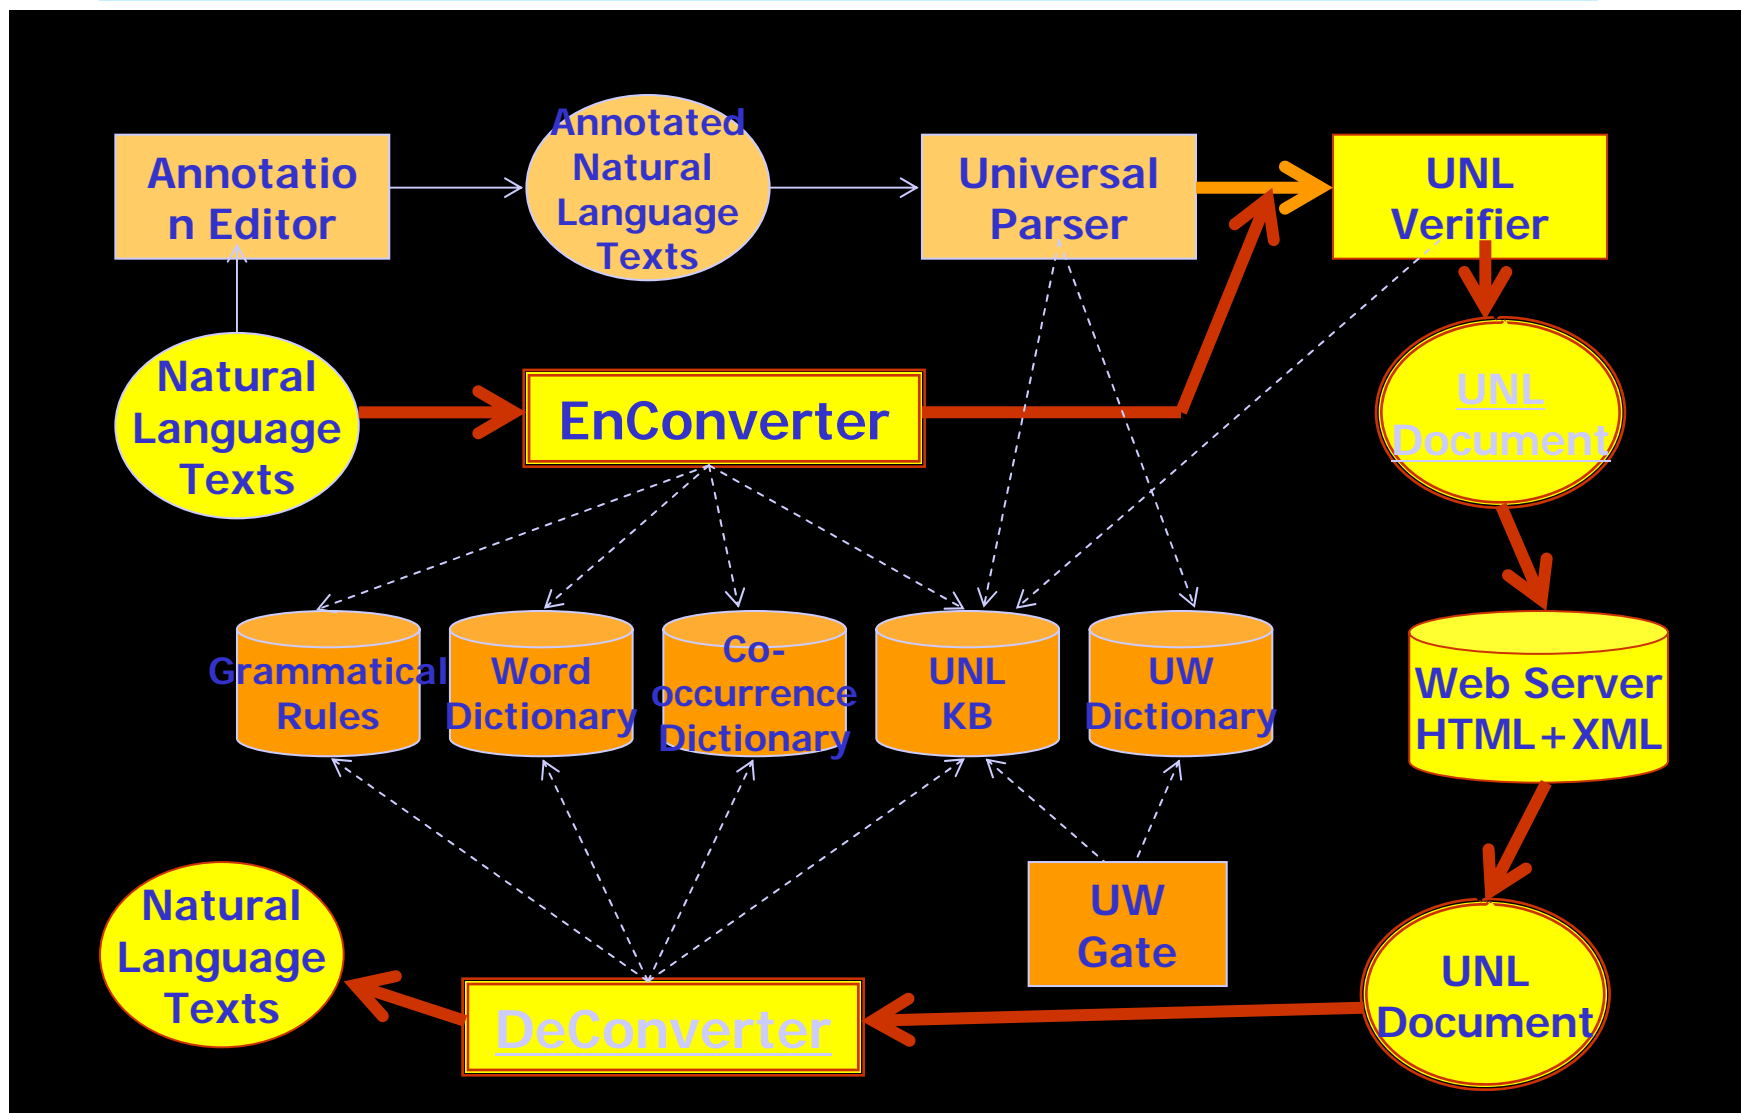 Annotatio
n Editor
Annotated
Natural
Language
Texts
Universal
Parser
UNL
Verifier
Natural
Language
Texts
EnConverter
UNL
Document
Grammatical
Rules
Word
Dictionary
Co-
occurrence
Dictionary
UNL
KB
UW
Dictionary
Web Server
HTML+XML
Natural
Language
Texts
DeConverter
UW
Gate
UNL
Document